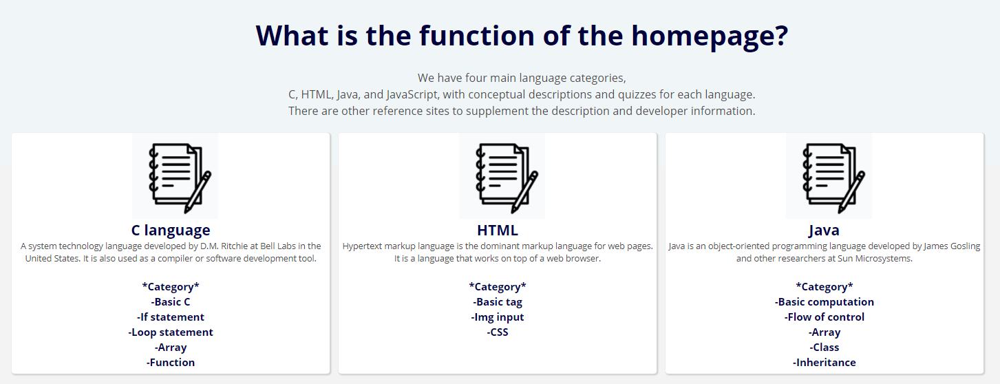 What is the function of the homepage?
We have four main language categories,
C, HTML, Java, and JavaScript, with conceptual descriptions and quizzes for each language.
There are other reference sites to supplement the description and developer information.
C language
A system technology language developed by D.M. Ritchie at Bell Labs in the
United States. It is also used as a compiler or software development tool.
*Category*
-Basic C
-If statement
-Loop statement
-Array
-Function
HTML
Hypertext markup language is the dominant markup language for web pages.
It is a language that works on top of a web browser.
*Category*
-Basic tag
-Img input
-CSS
Java
Java is an object-oriented programming language developed by James Gosling
and other researchers at Sun Microsystems.
*Category*
-Basic computation
-Flow of control
-Array
-Class
-Inheritance